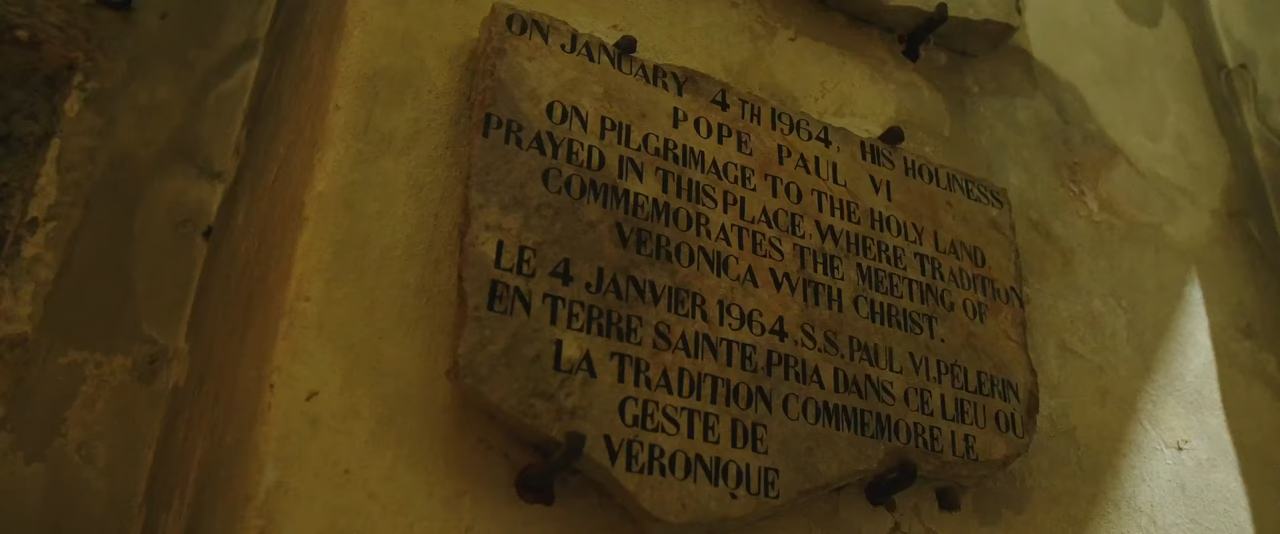 ON JANUARY 4TH 1964, HIS HOLINESS
POPE PAUL VI
ON PILGRIMAGE TO THE HOLY LAND
PRAYED IN THIS PLACE, WHERE TRADITION
COMMEMORATES THE MEETING OF
VERONICA WITH CHRIST.
LE 4 JANVIER 1964, S.S. PAUL VI, PÉLERIN
EN TERRE SAINTE, PRIA DANS CE LIEU OÙ
LA TRADITION COMMEMORE LE
GESTE DE
VÉRONIQUE